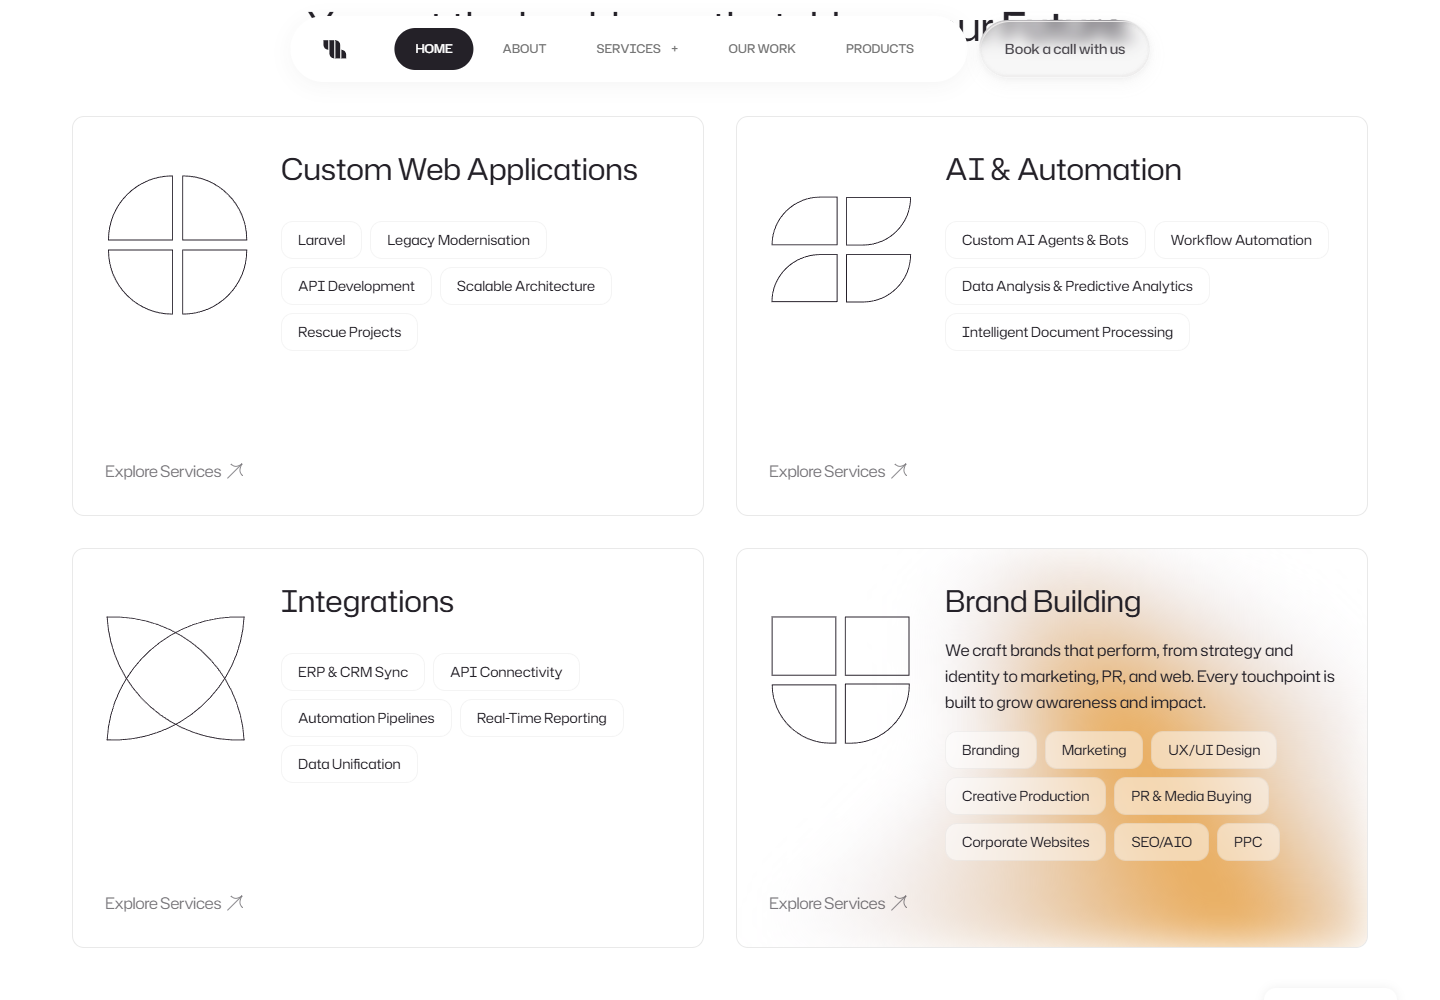 HOME
ABOUT
SERVICES +
OUR WORK
PRODUCTS
Book a call with us
Custom Web Applications
Laravel
Legacy Modernisation
API Development
Scalable Architecture
Rescue Projects
Explore Services
AI & Automation
Custom AI Agents & Bots
Workflow Automation
Data Analysis & Predictive Analytics
Intelligent Document Processing
Explore Services
Integrations
ERP & CRM Sync
API Connectivity
Automation Pipelines
Real-Time Reporting
Data Unification
Explore Services
Brand Building
We craft brands that perform, from strategy and
identity to marketing, PR, and web. Every touchpoint is
built to grow awareness and impact.
Branding
Marketing
UX/UI Design
Creative Production
PR & Media Buying
Corporate Websites
SEO/AIO
PPC
Explore Services